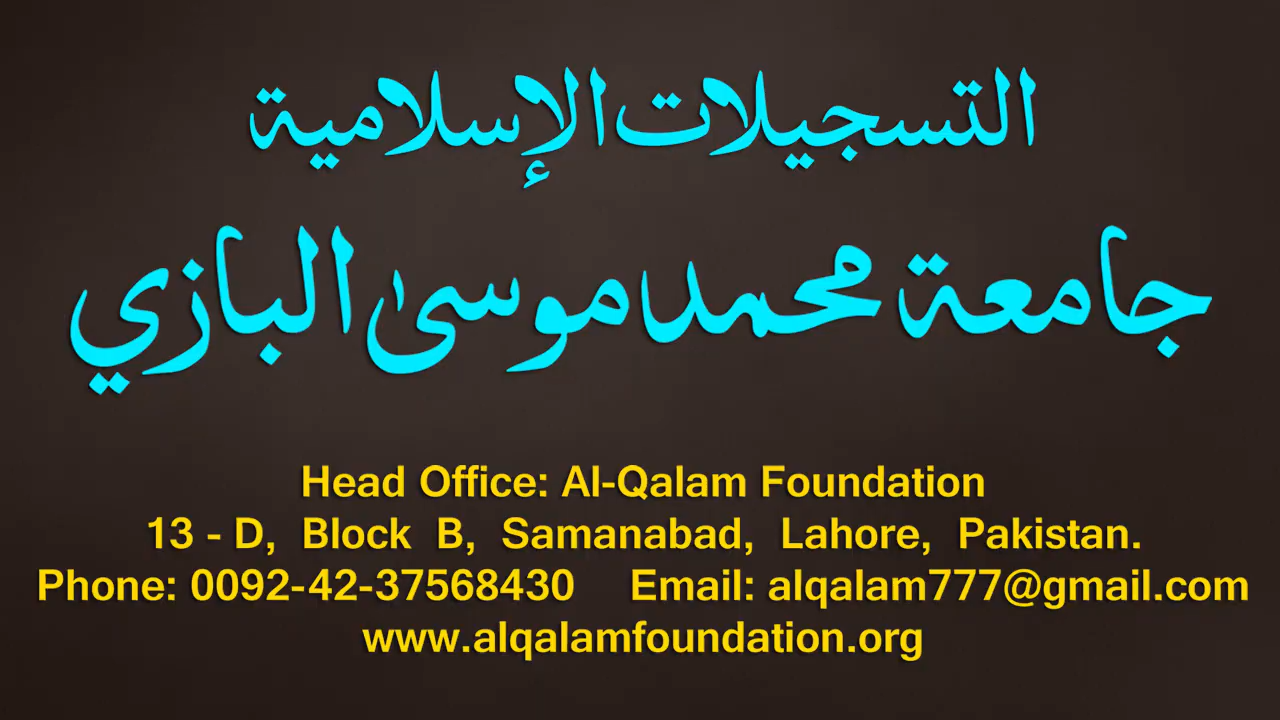 التسجيلات الإسلامية
جامعة محمد موسىٰ البازي
Head Office: Al-Qalam Foundation
13 - D, Block B, Samanabad, Lahore, Pakistan.
Phone: 0092-42-37568430 Email: alqalam777@gmail.com
www.alqalamfoundation.org